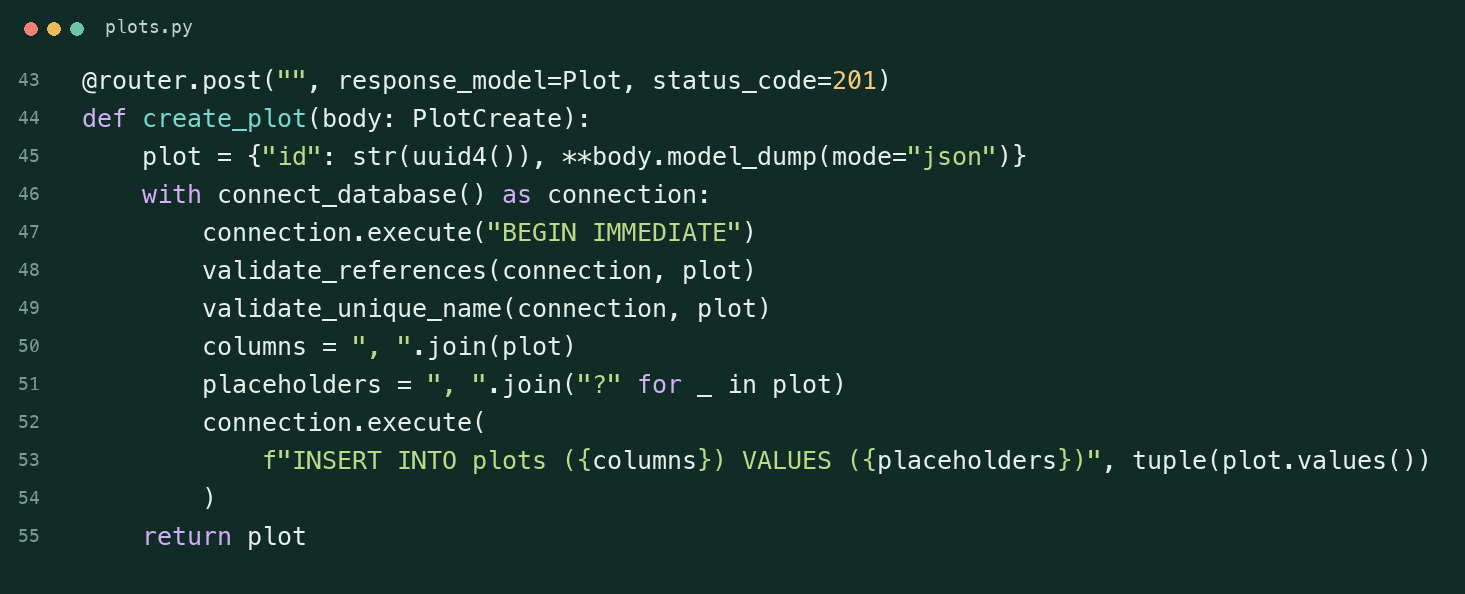 plots.py
43 @router.post("", response_model=Plot, status_code=201)
44 def create_plot(body: PlotCreate):
45     plot = {"id": str(uuid4()), **body.model_dump(mode="json")}
46     with connect_database() as connection:
47         connection.execute("BEGIN IMMEDIATE")
48         validate_references(connection, plot)
49         validate_unique_name(connection, plot)
50         columns = ", ".join(plot)
51         placeholders = ", ".join("?" for _ in plot)
52         connection.execute(
53             f"INSERT INTO plots ({columns}) VALUES ({placeholders})", tuple(plot.values())
54         )
55     return plot